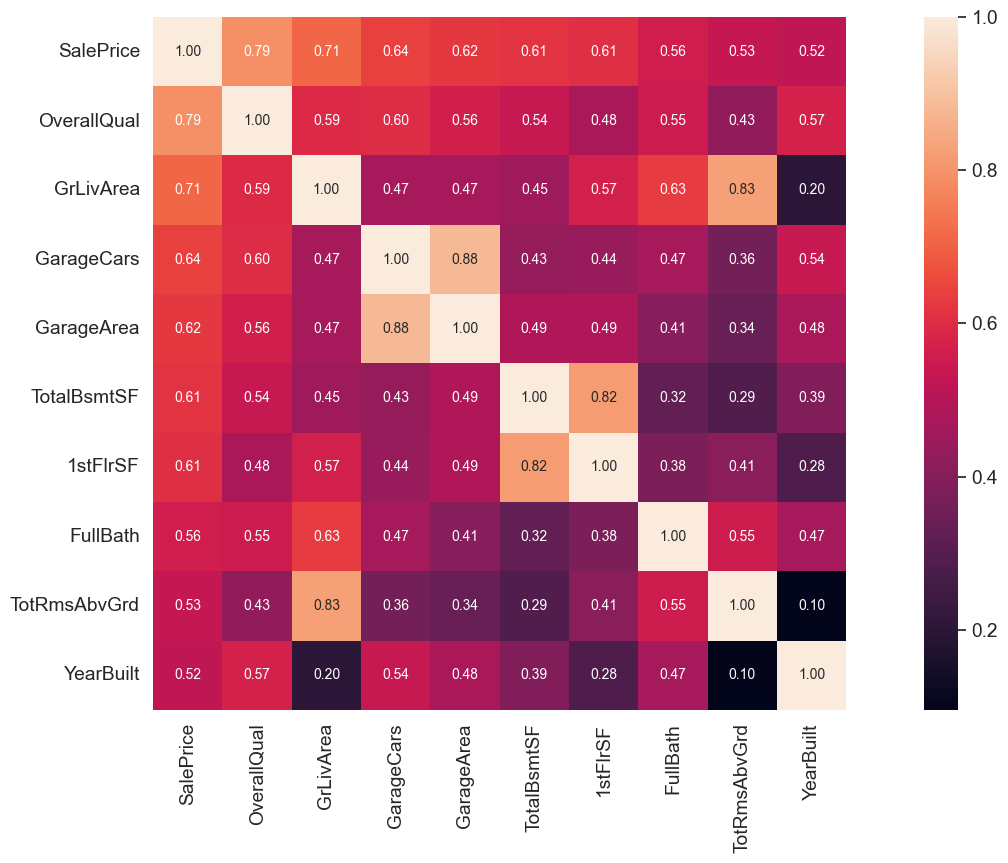 1.0
SalePrice 1.00 0.79 0.71 0.64 0.62 0.61 0.61 0.56 0.53 0.52
OverallQual 0.79 1.00 0.59 0.60 0.56 0.54 0.48 0.55 0.43 0.57
0.8
GrLivArea 0.71 0.59 1.00 0.47 0.47 0.45 0.57 0.63 0.83 0.20
GarageCars 0.64 0.60 0.47 1.00 0.88 0.43 0.44 0.47 0.36 0.54
GarageArea 0.62 0.56 0.47 0.88 1.00 0.49 0.49 0.41 0.34 0.48
0.6
TotalBsmtSF 0.61 0.54 0.45 0.43 0.49 1.00 0.82 0.32 0.29 0.39
1stFlrSF 0.61 0.48 0.57 0.44 0.49 0.82 1.00 0.38 0.41 0.28
0.4
FullBath 0.56 0.55 0.63 0.47 0.41 0.32 0.38 1.00 0.55 0.47
TotRmsAbvGrd 0.53 0.43 0.83 0.36 0.34 0.29 0.41 0.55 1.00 0.10
0.2
YearBuilt 0.52 0.57 0.20 0.54 0.48 0.39 0.28 0.47 0.10 1.00
SalePrice OverallQual GrLivArea GarageCars GarageArea TotalBsmtSF 1stFlrSF FullBath TotRmsAbvGrd YearBuilt